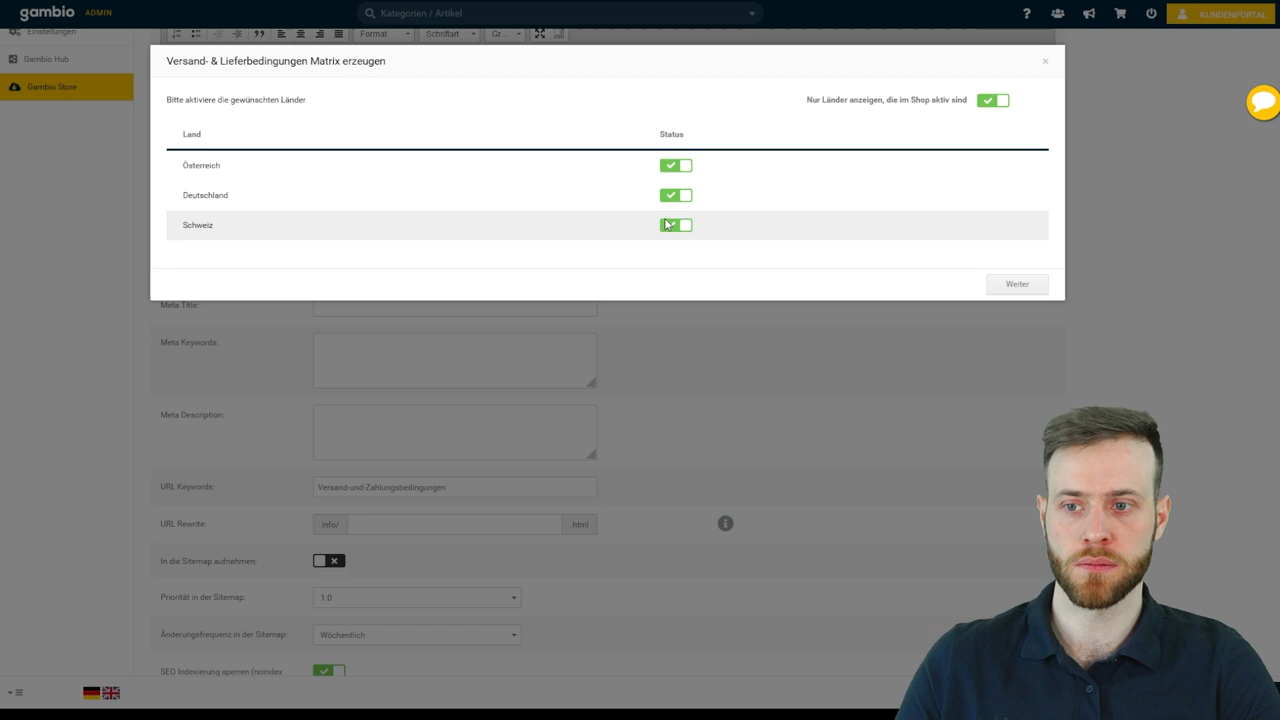 gambio ADMIN
Kategorien / Artikel
KUNDENPORTAL
Einstellungen
Format
Schriftart
Gr...
Gambio Hub
Gambio Store
Versand- & Lieferbedingungen Matrix erzeugen
×
Bitte aktiviere die gewünschten Länder
Nur Länder anzeigen, die im Shop aktiv sind
Land
Status
Österreich
Deutschland
Schweiz
Weiter
Meta Title:
Meta Keywords:
Meta Description:
URL Keywords:
Versand-und-Zahlungsbedingungen
URL Rewrite:
info/
.html
In die Sitemap aufnehmen:
Priorität in der Sitemap:
1.0
Änderungsfrequenz in der Sitemap:
Wöchentlich
SEO Indexierung sperren (noindex